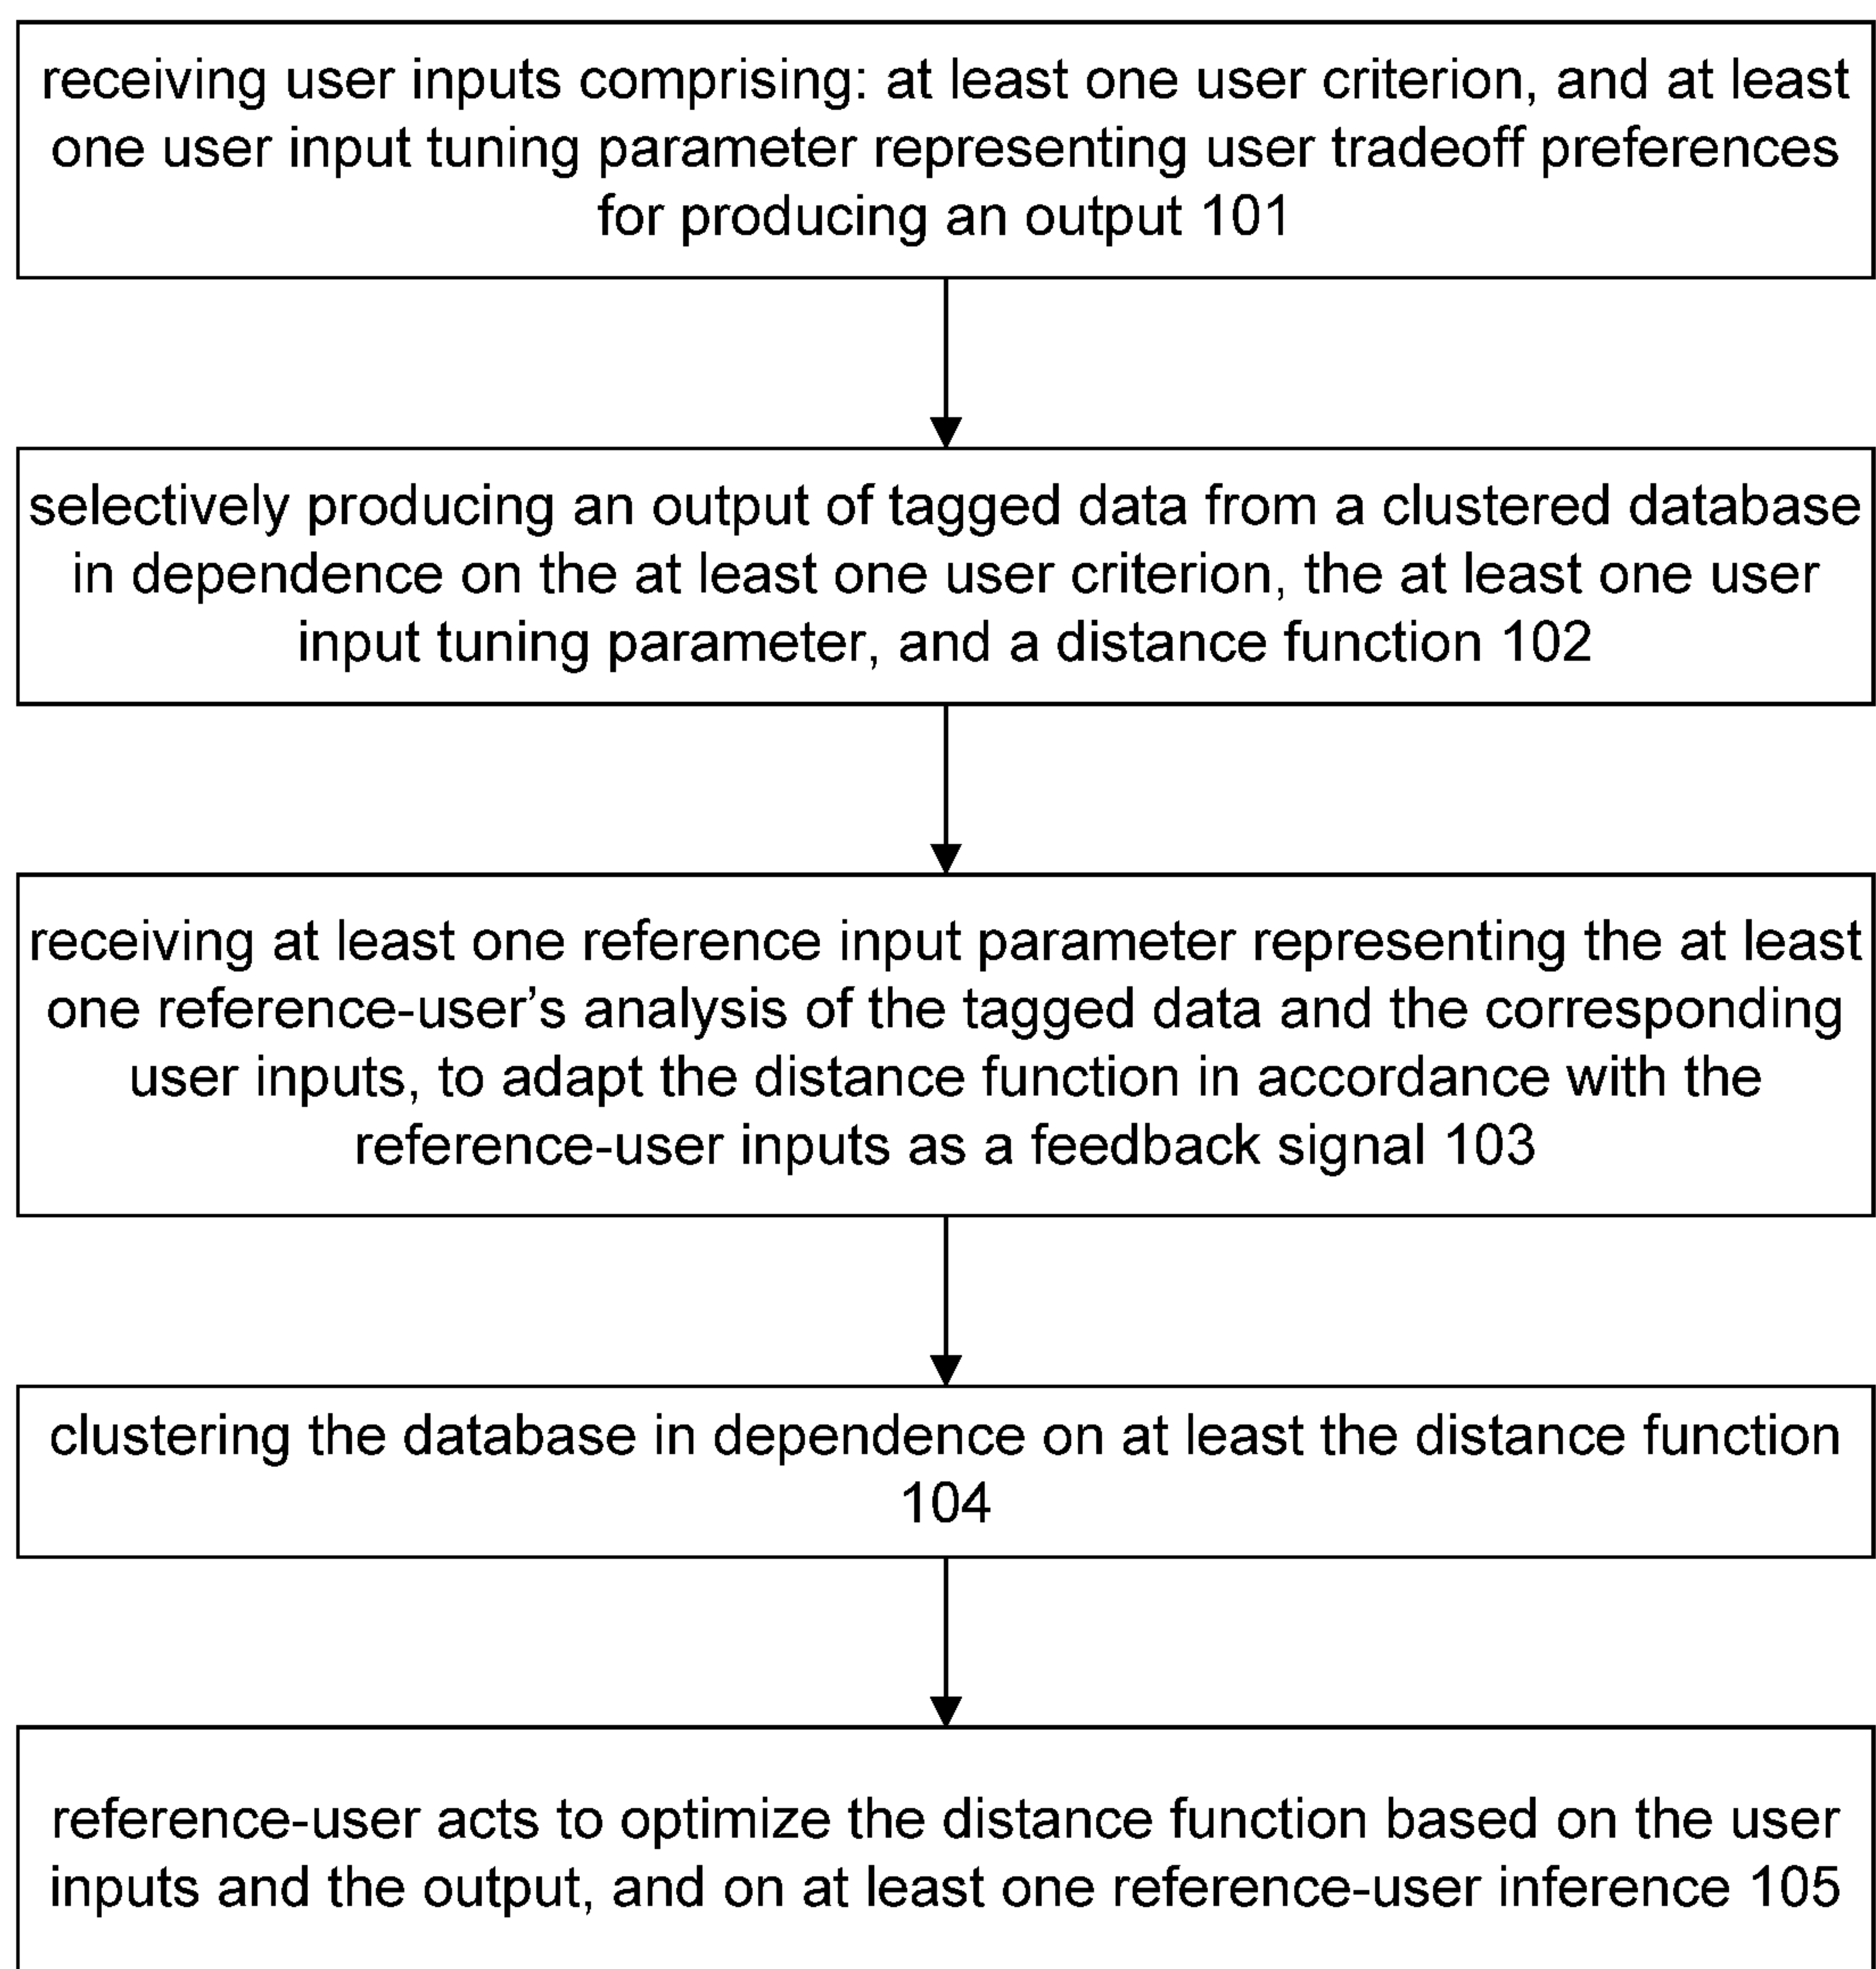 receiving user inputs comprising: at least one user criterion, and at least
one user input tuning parameter representing user tradeoff preferences
for producing an output 101
selectively producing an output of tagged data from a clustered database
in dependence on the at least one user criterion, the at least one user
input tuning parameter, and a distance function 102
receiving at least one reference input parameter representing the at least
one reference-user’s analysis of the tagged data and the corresponding
user inputs, to adapt the distance function in accordance with the
reference-user inputs as a feedback signal 103
clustering the database in dependence on at least the distance function
104
reference-user acts to optimize the distance function based on the user
inputs and the output, and on at least one reference-user inference 105